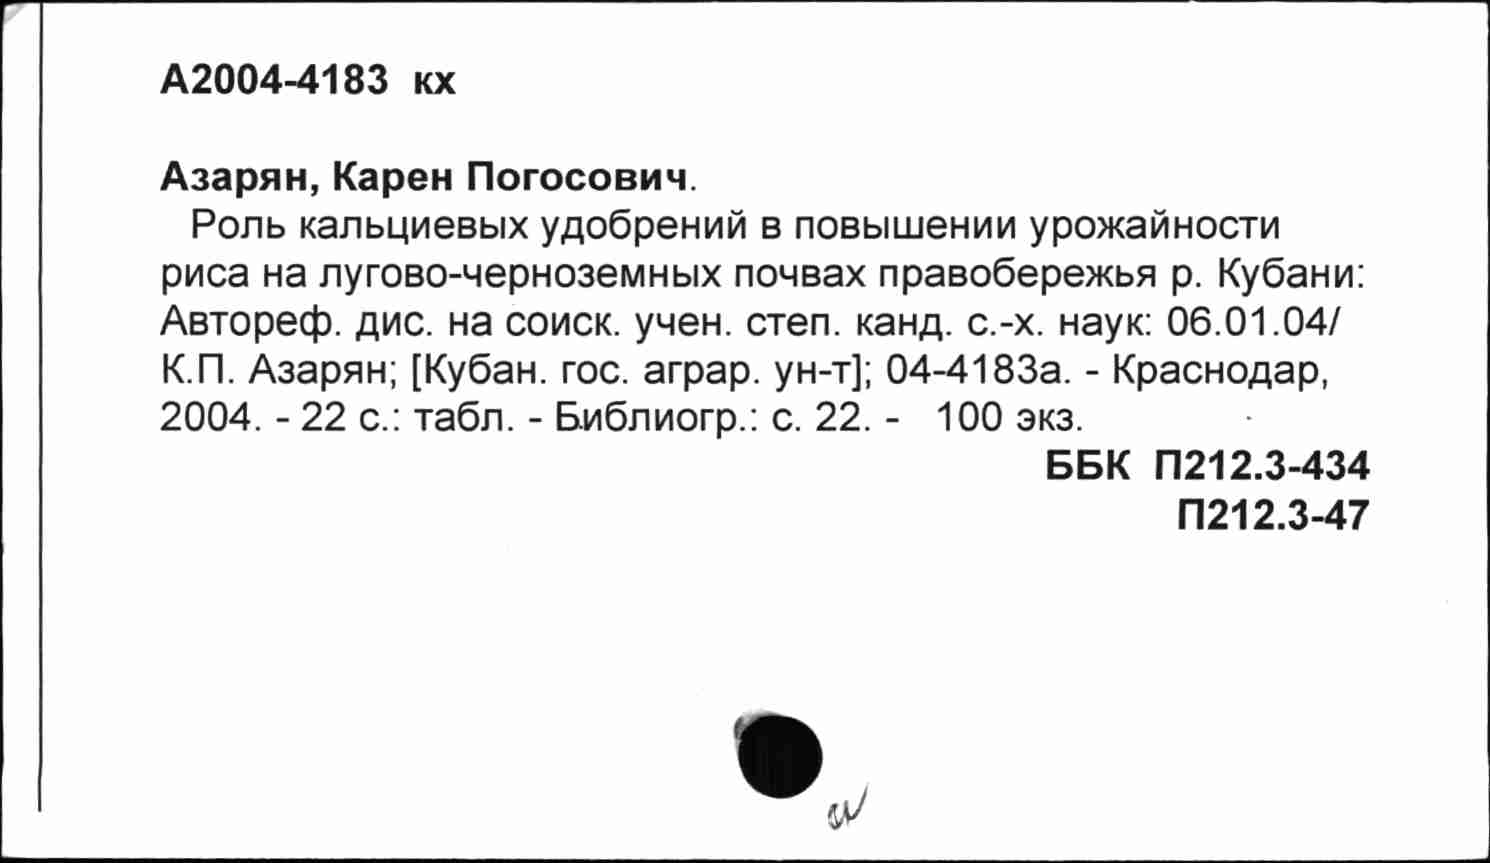 А2004-4183 кх
Азарян, Карен Погосович.
Роль кальциевых удобрений в повышении урожайности
риса на лугово-черноземных почвах правобережья р. Кубани:
Автореф. дис. на соиск. учен. степ. канд. с.-х. наук: 06.01.04/
К.П. Азарян; [Кубан. гос. аграр. ун-т]; 04-4183а. - Краснодар,
2004. - 22 с.: табл. - Библиогр.: с. 22. - 100 экз.
ББК П212.3-434
П212.3-47